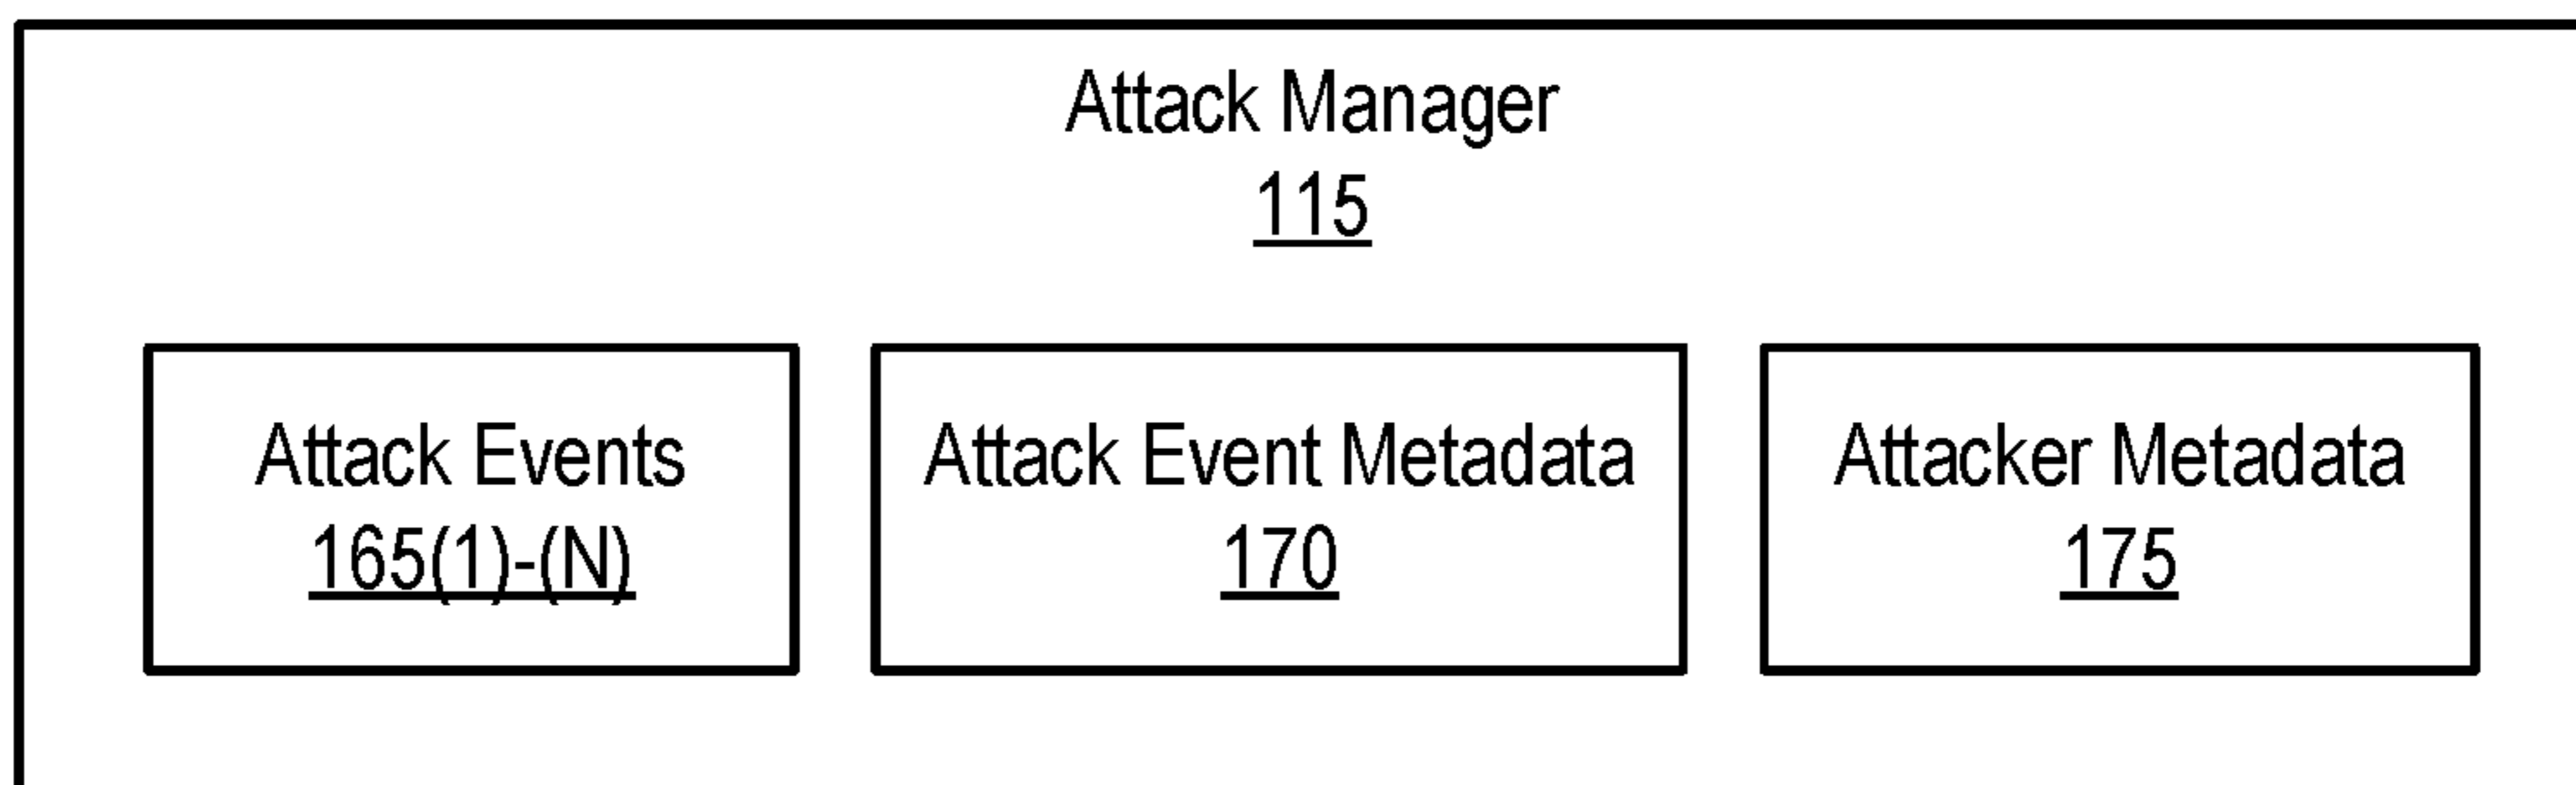 Attack Manager
115
Attack Events
165(1)-(N)
Attack Event Metadata
170
Attacker Metadata
175